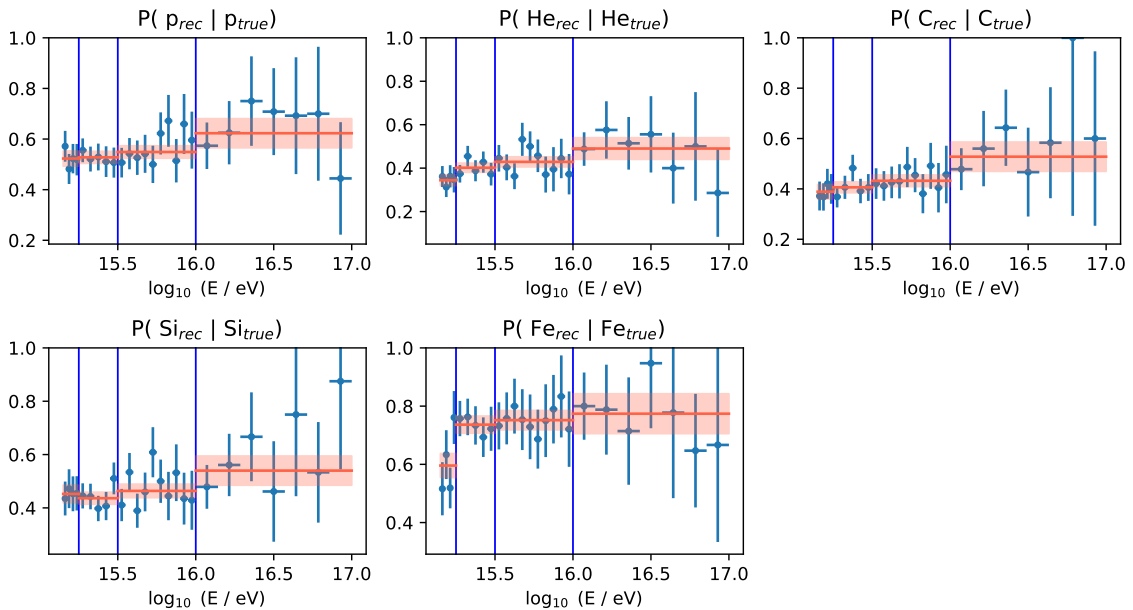 P( p_rec | p_true)
1.0
0.8
0.6
0.4
0.2
15.5 16.0 16.5 17.0
log10 (E / eV)
P( He_rec | He_true)
1.0
0.8
0.6
0.4
0.2
15.5 16.0 16.5 17.0
log10 (E / eV)
P( C_rec | C_true)
1.0
0.8
0.6
0.4
0.2
15.5 16.0 16.5 17.0
log10 (E / eV)
P( Si_rec | Si_true)
1.0
0.8
0.6
0.4
15.5 16.0 16.5 17.0
log10 (E / eV)
P( Fe_rec | Fe_true)
1.0
0.8
0.6
0.4
15.5 16.0 16.5 17.0
log10 (E / eV)